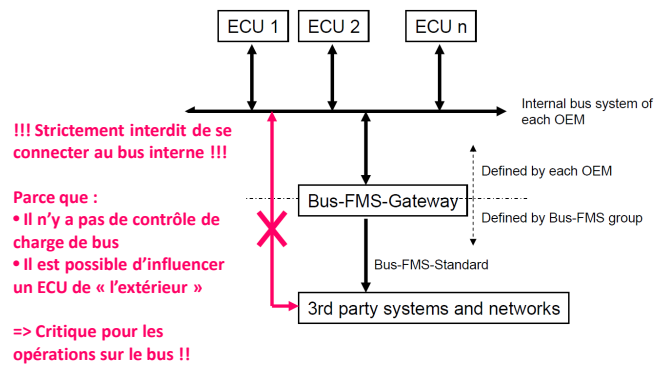 ECU 1
ECU 2
ECU n
Internal bus system of
each OEM
!!! Strictement interdit de se
connecter au bus interne !!!
Defined by each OEM
Parce que :
• Il n’y a pas de contrôle de
charge de bus
• Il est possible d’influencer
un ECU de « l’extérieur »
Bus-FMS-Gateway
Defined by Bus-FMS group
Bus-FMS-Standard
3rd party systems and networks
=> Critique pour les
opérations sur le bus !!